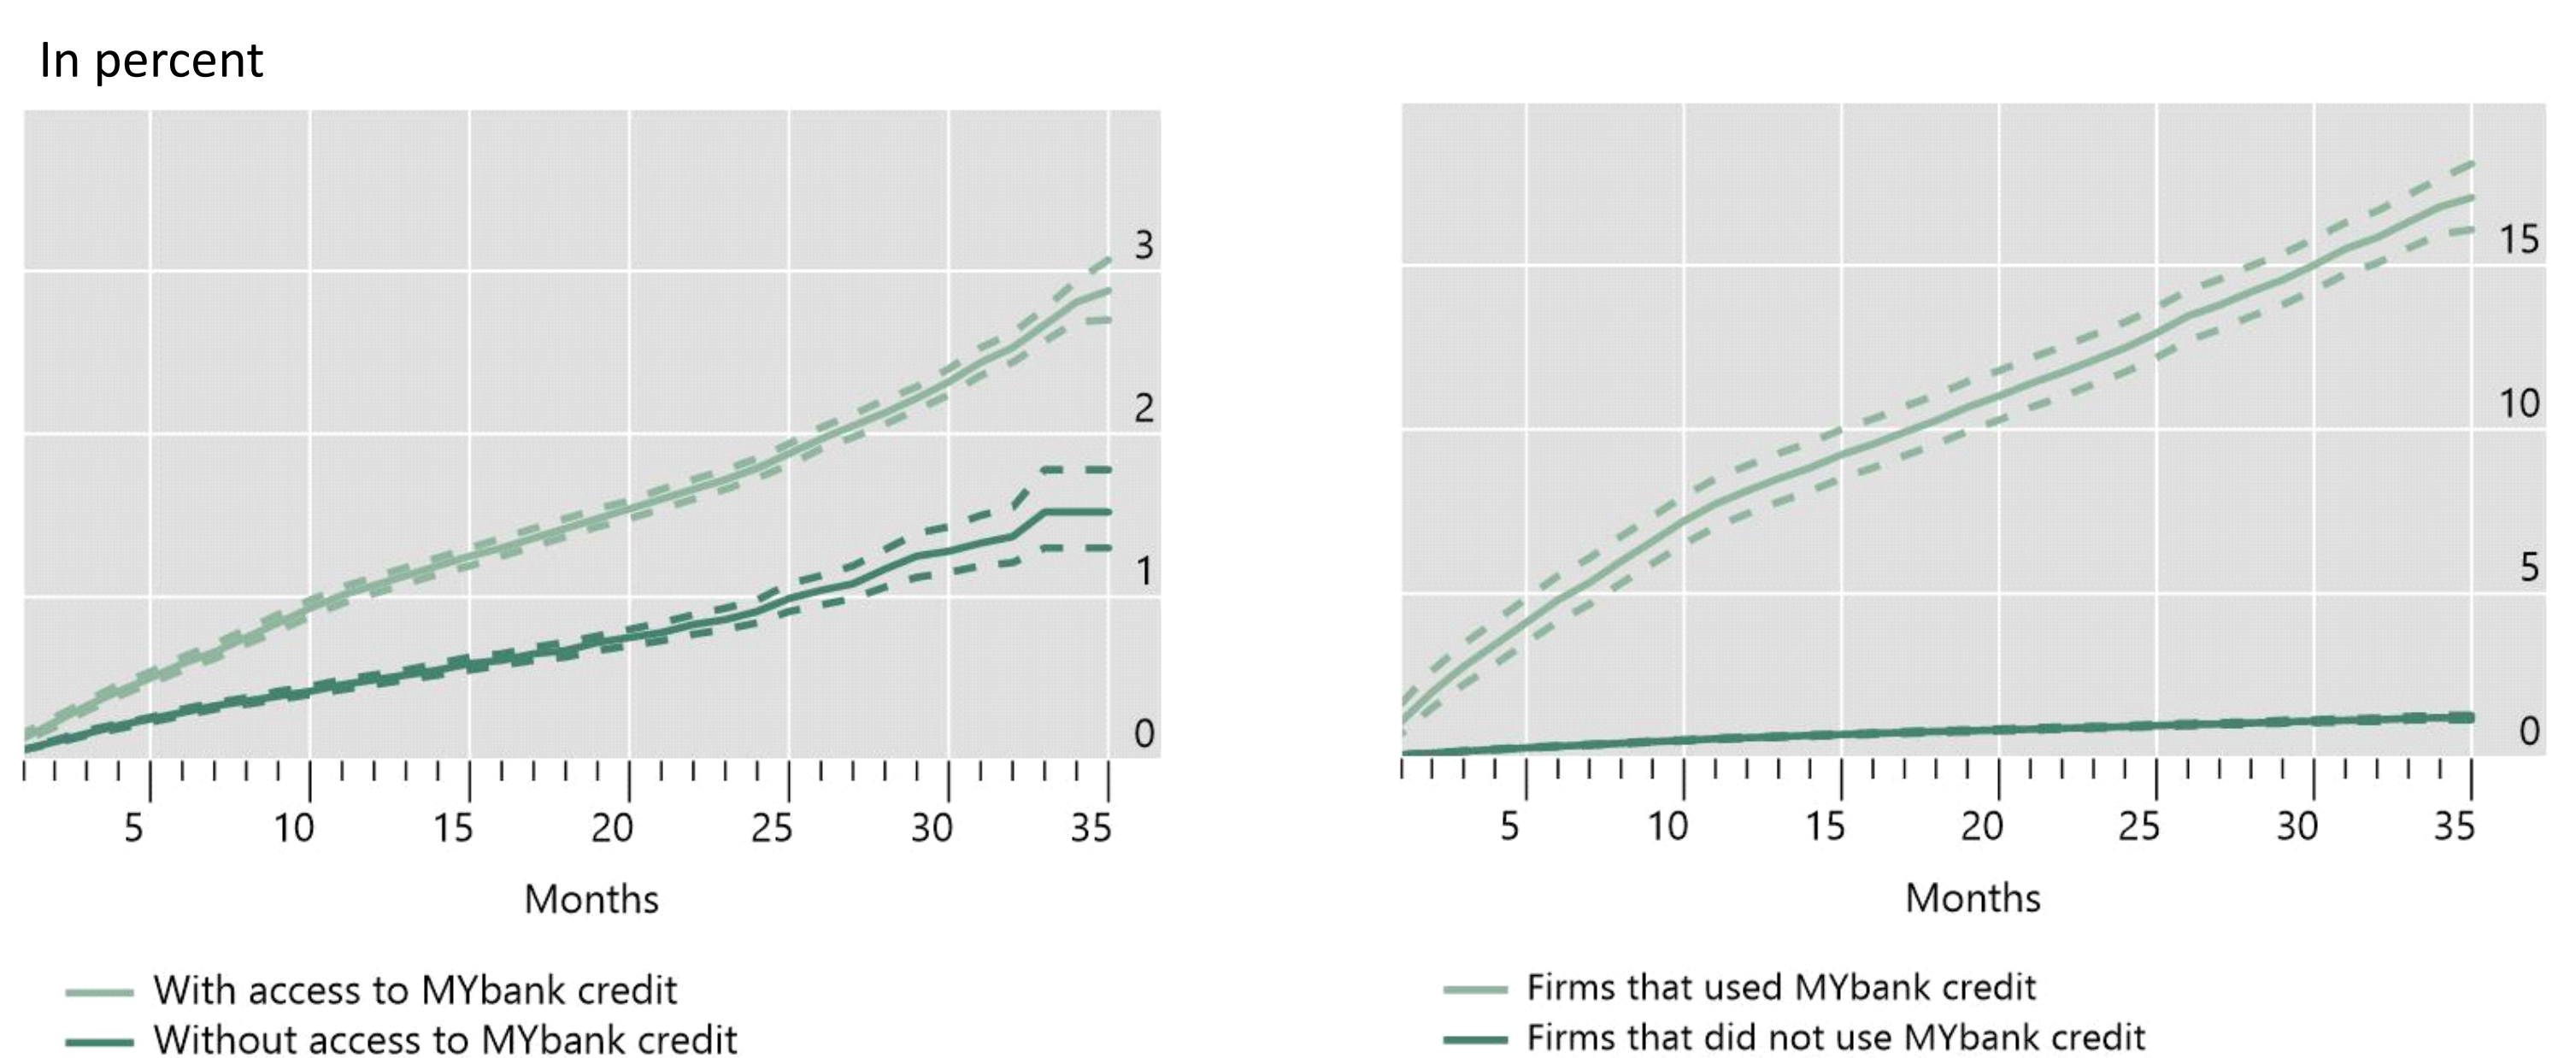 In percent
3
2
1
0
5 10 15 20 25 30 35
Months
With access to MYbank credit
Without access to MYbank credit
15
10
5
0
5 10 15 20 25 30 35
Months
Firms that used MYbank credit
Firms that did not use MYbank credit